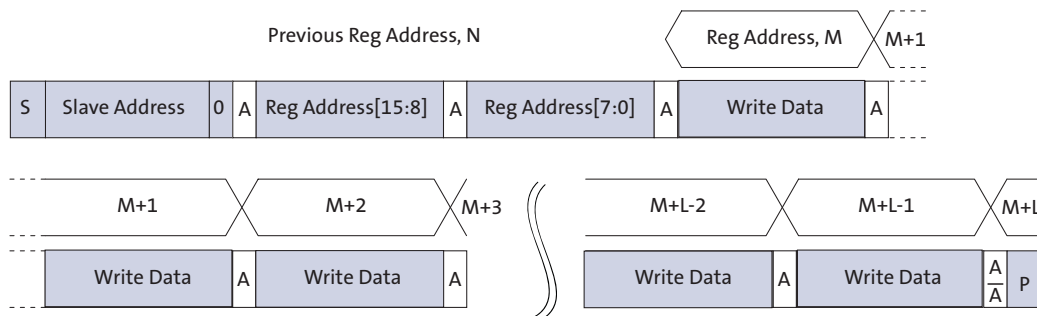 Previous Reg Address, N Reg Address, M M+1
S Slave Address 0 A Reg Address[15:8] A Reg Address[7:0] A Write Data A
M+1 M+2 M+3 M+L-2 M+L-1 M+L
Write Data A Write Data A Write Data A Write Data A/A̅ P